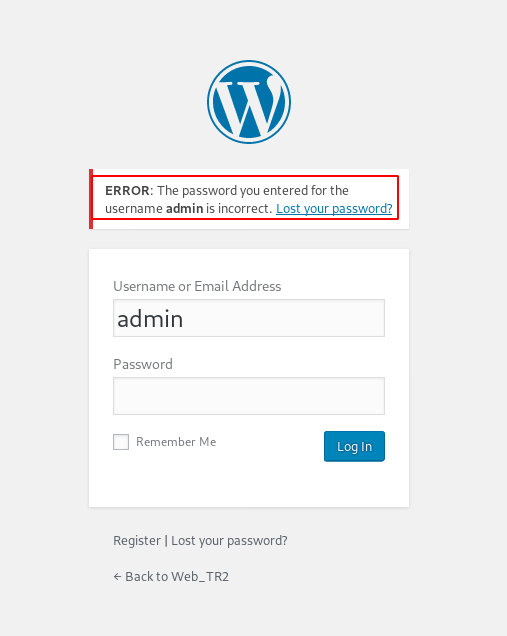 ERROR: The password you entered for the
username admin is incorrect. Lost your password?
Username or Email Address
admin
Password
Remember Me
Log In
Register | Lost your password?
← Back to Web_TR2